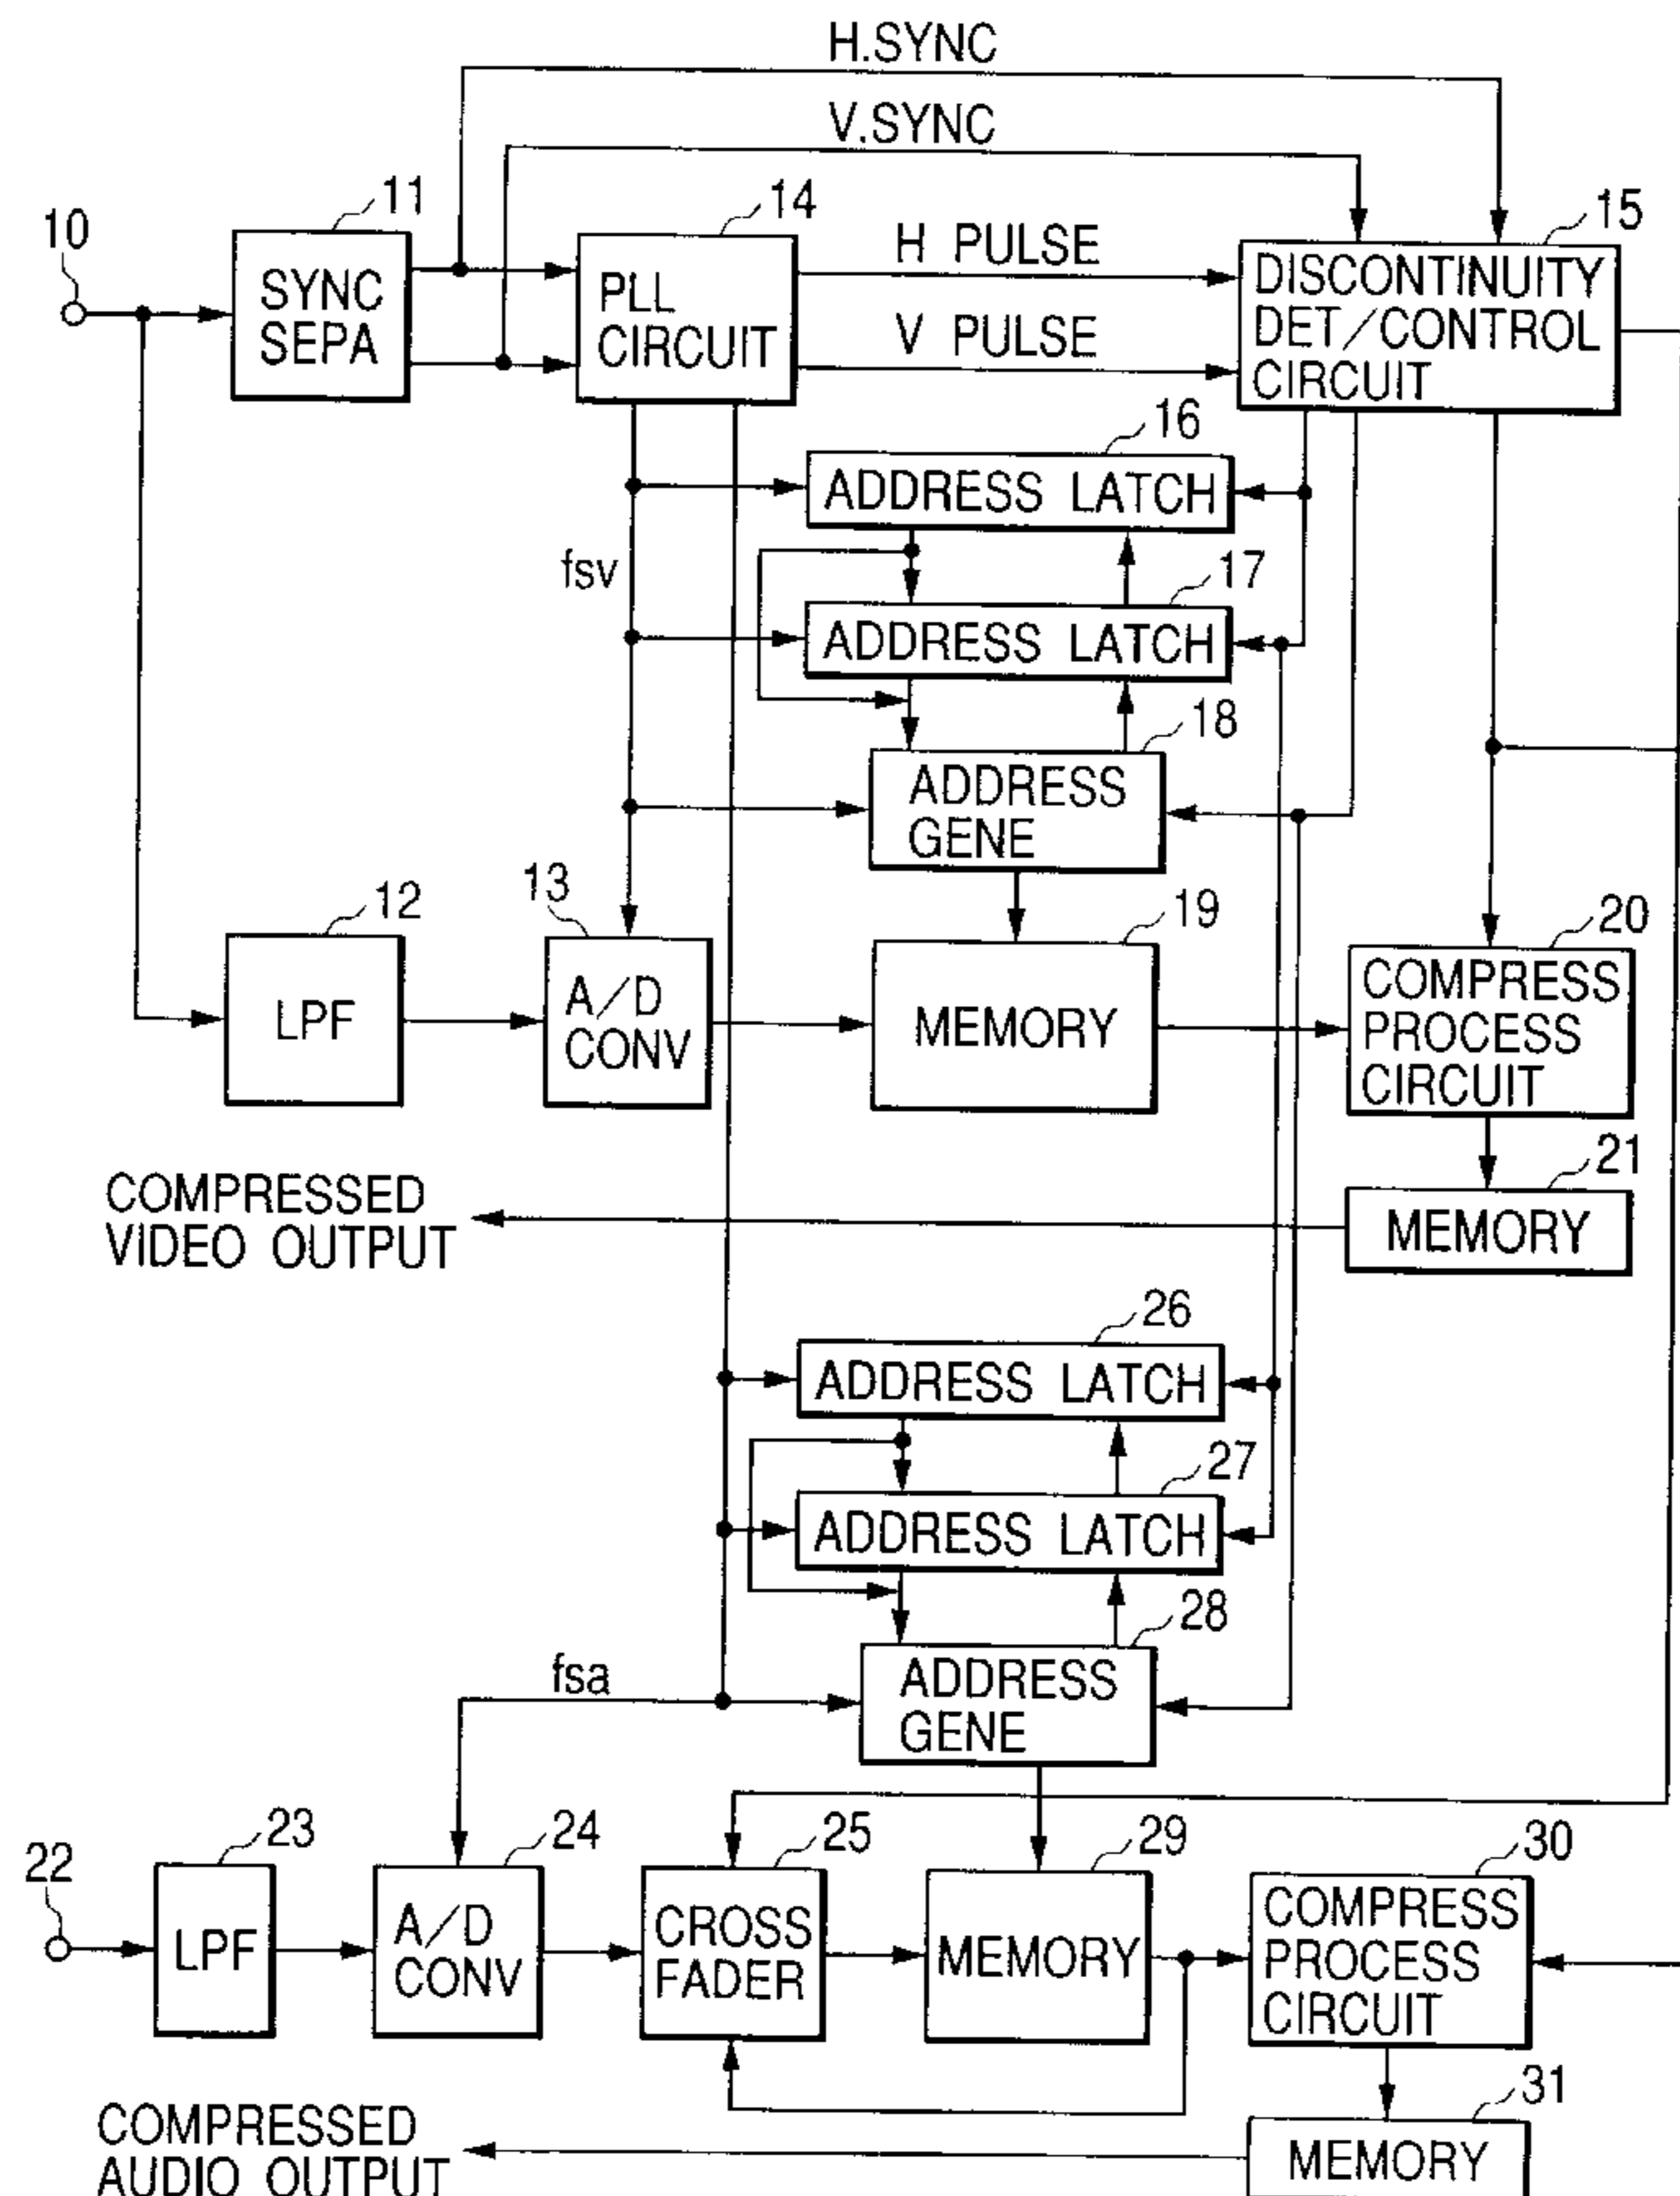 H.SYNC
V.SYNC
10
11
14
15
SYNC
SEPA
PLL
CIRCUIT
H PULSE
V PULSE
DISCONTINUITY
DET/CONTROL
CIRCUIT
16
ADDRESS LATCH
fsv
17
ADDRESS LATCH
18
ADDRESS
GENE
12
13
19
20
LPF
A/D
CONV
MEMORY
COMPRESS
PROCESS
CIRCUIT
21
COMPRESSED
VIDEO OUTPUT
MEMORY
26
ADDRESS LATCH
27
ADDRESS LATCH
28
fsa
ADDRESS
GENE
22
23
24
25
29
30
LPF
A/D
CONV
CROSS
FADER
MEMORY
COMPRESS
PROCESS
CIRCUIT
31
COMPRESSED
AUDIO OUTPUT
MEMORY